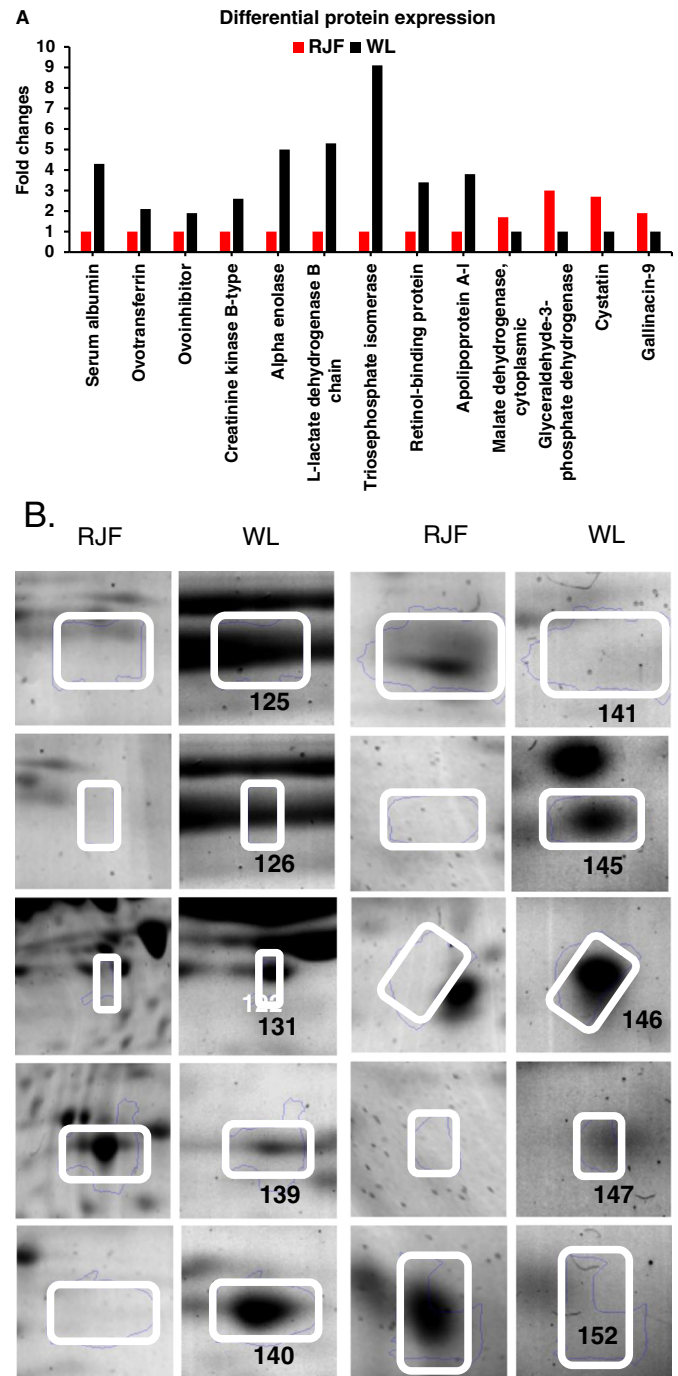 A
Differential protein expression
RJF WL
Fold changes
10
9
8
7
6
5
4
3
2
1
0
Serum albumin
Ovotransferrin
Ovoinhibitor
Creatinine kinase B-type
Alpha enolase
L-lactate dehydrogenase B
chain
Triosephosphate isomerase
Retinol-binding protein
Apolipoprotein A-I
Malate dehydrogenase,
cytoplasmic
Glyceraldehyde-3-
phosphate dehydrogenase
Cystatin
Gallinacin-9
B.
RJF WL RJF WL
125
141
126
145
131
146
139
147
140
152